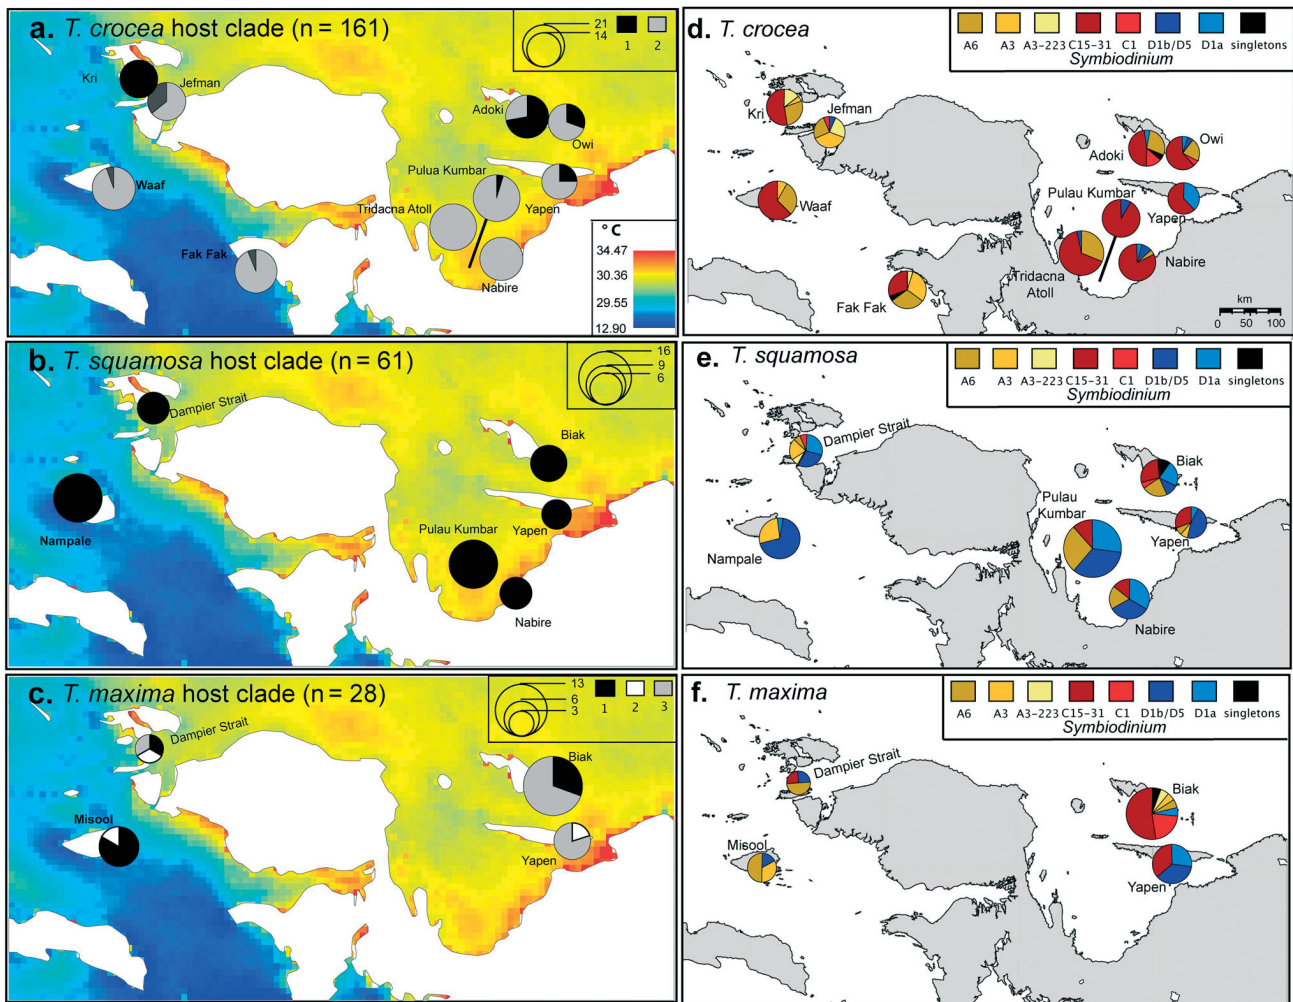 a. T. crocea host clade (n = 161)
21
14
1 2
Kri
Jefman
Adoki
Owi
Waaf
Pulua Kumbar
Yapen
Tridacna Atoll
Fak Fak
Nabire
°C
34.47
30.36
29.55
12.90
d. T. crocea
A6 A3 A3-223 C15-31 C1 D1b/D5 D1a singletons
Symbiodinium
Kri
Jefman
Owi
Adoki
Waaf
Pulau Kumbar
Yapen
Tridacna
Atoll
Nabire
Fak Fak
km
0 50 100
b. T. squamosa host clade (n = 61)
16
9
6
Dampier Strait
Biak
Nampale
Pulau Kumbar
Yapen
Nabire
e. T. squamosa
A6 A3 A3-223 C15-31 C1 D1b/D5 D1a singletons
Symbiodinium
Dampier Strait
Biak
Pulau
Kumbar
Nampale
Yapen
Nabire
c. T. maxima host clade (n = 28)
13
6
3
1 2 3
Dampier Strait
Biak
Misool
Yapen
f. T. maxima
A6 A3 A3-223 C15-31 C1 D1b/D5 D1a singletons
Symbiodinium
Dampier Strait
Biak
Misool
Yapen